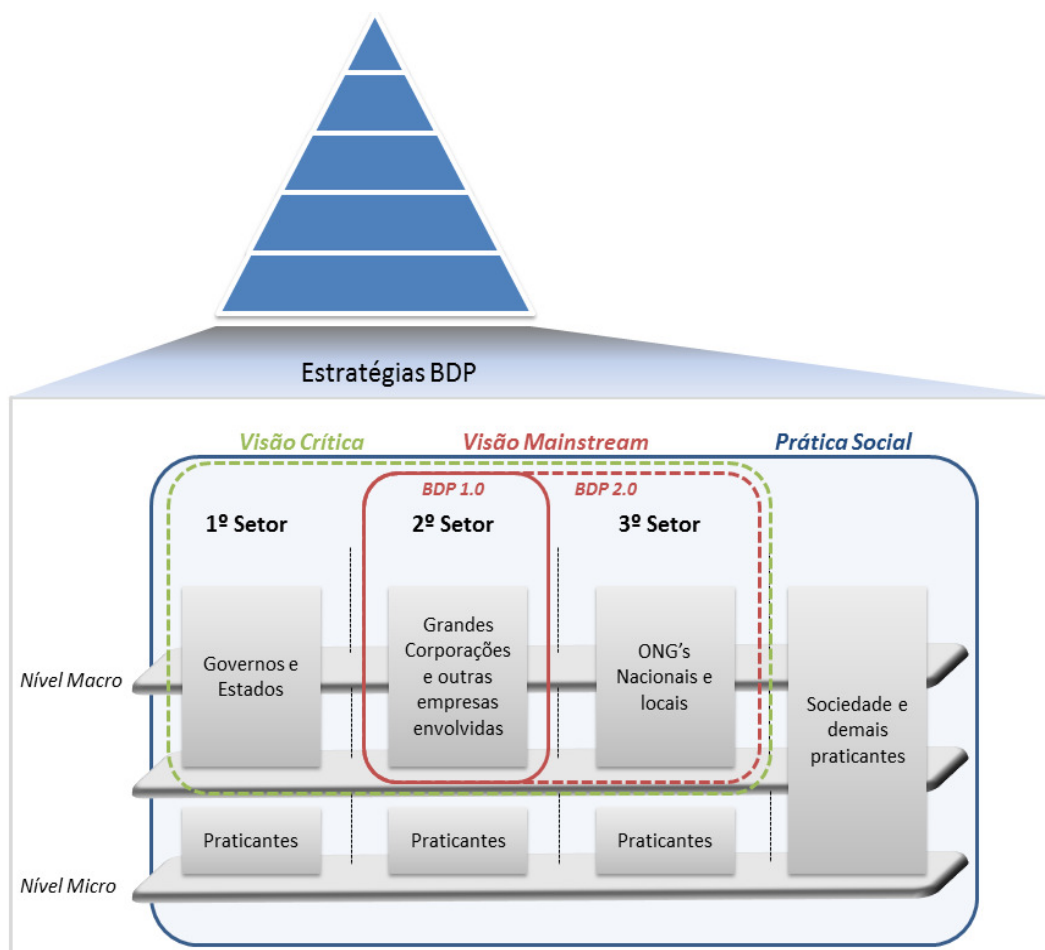 Estratégias BDP
Visão Crítica
Visão Mainstream
Prática Social
BDP 1.0
BDP 2.0
1º Setor
2º Setor
3º Setor
Nível Macro
Governos e
Estados
Grandes
Corporações
e outras
empresas
envolvidas
ONG's
Nacionais e
locais
Sociedade e
demais
praticantes
Praticantes
Praticantes
Praticantes
Nível Micro